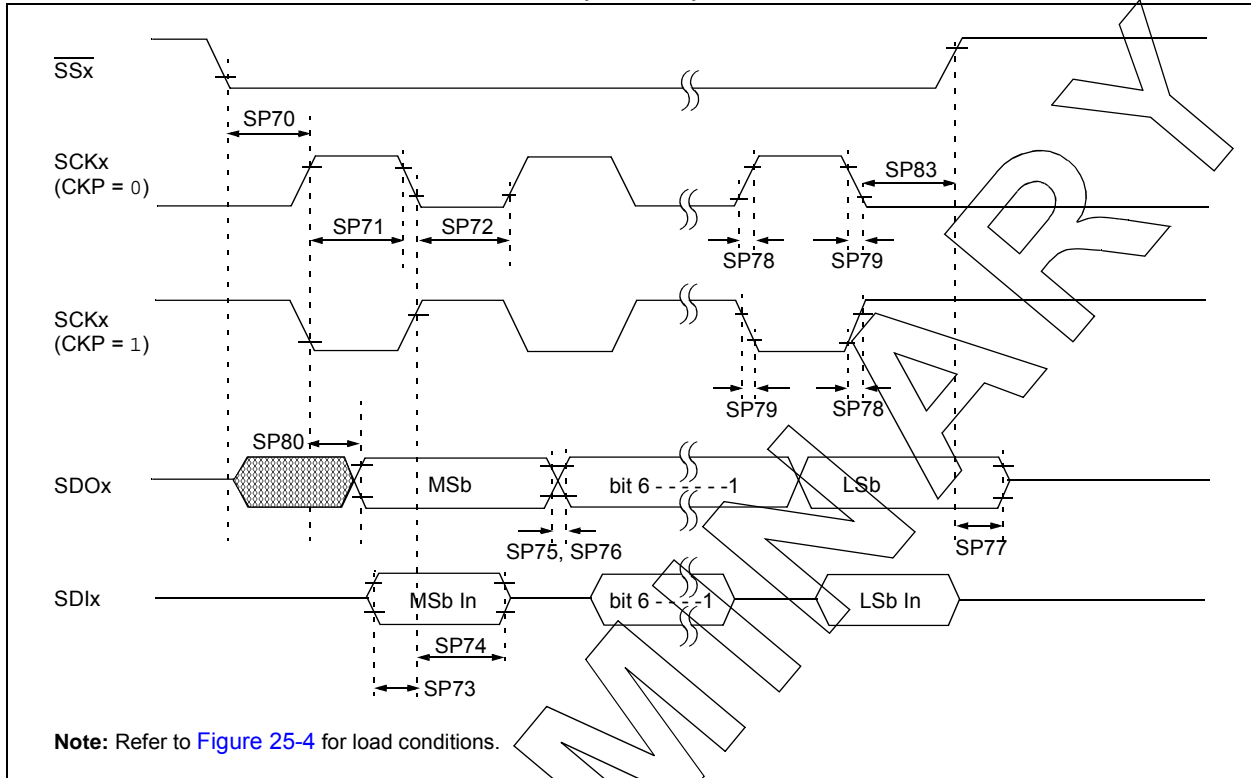 SSx
SP70
SCKx
(CKP = 0)
SP83
SP71
SP72
SP78
SP79
SCKx
(CKP = 1)
SP79
SP78
SP80
SDOx
MSb
bit 6 - - - - - -1
LSb
SP75, SP76
SP77
SDIx
MSb In
bit 6 - - - -1
LSb In
SP74
SP73
Note: Refer to Figure 25-4 for load conditions.
MINARY